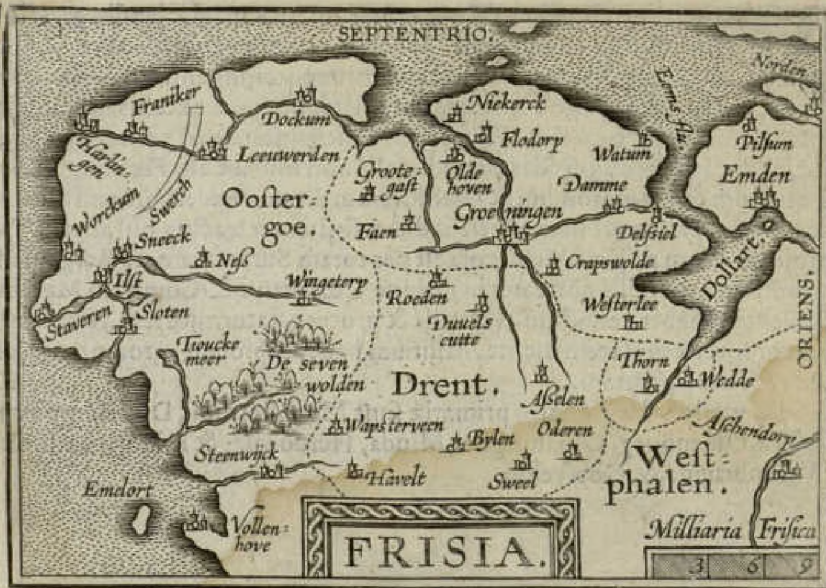 SEPTENTRIO.
Norden
Franiker
Dockum
Niekerck
Eems flu.
Pilsum
Flodorp
Watum
Harlin-
gen
Leeuwerden
Groote-
gast
Olde
hoven
Damme
Emden
Worckum
Swerch
Ooſter-
goe.
Faen
Groeningen
Delfsiel
Sneeck
Neß
Crapswolde
Dollart.
ORIENS.
Ilst
Wingeterp
Roeden
Staveren
Sloten
Duuels
cutte
Weſterlee
Tioucke
meer
De seven
wolden
Drent.
Aſselen
Thorn
Wedde
Wapsterveen
Bylen
Oderen
Aſchendorp
Steenwijck
Havelt
Sweel
Weſt-
phalen.
Emelort
Vollen-
hove
FRISIA.
Milliaria Friſica
3 6 9